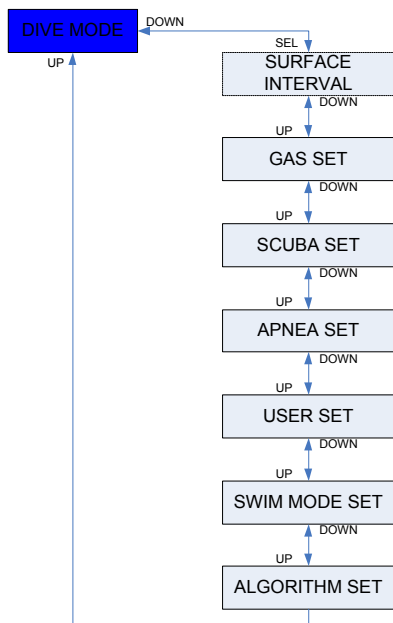 DIVE MODE
DOWN
UP
SEL
SURFACE
INTERVAL
DOWN
UP
GAS SET
DOWN
UP
SCUBA SET
DOWN
UP
APNEA SET
DOWN
UP
USER SET
DOWN
UP
SWIM MODE SET
DOWN
UP
ALGORITHM SET